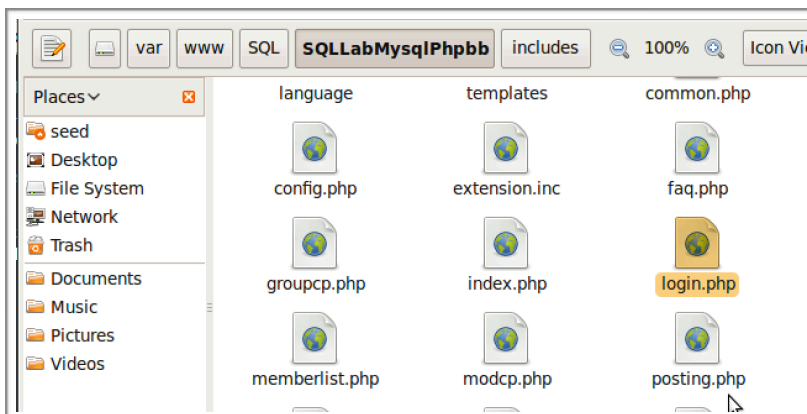 var www SQL SQLLabMysqlPhpbb includes 100% Icon Vi
Places
seed
Desktop
File System
Network
Trash
Documents
Music
Pictures
Videos
language templates common.php
config.php extension.inc faq.php
groupcp.php index.php login.php
memberlist.php modcp.php posting.php